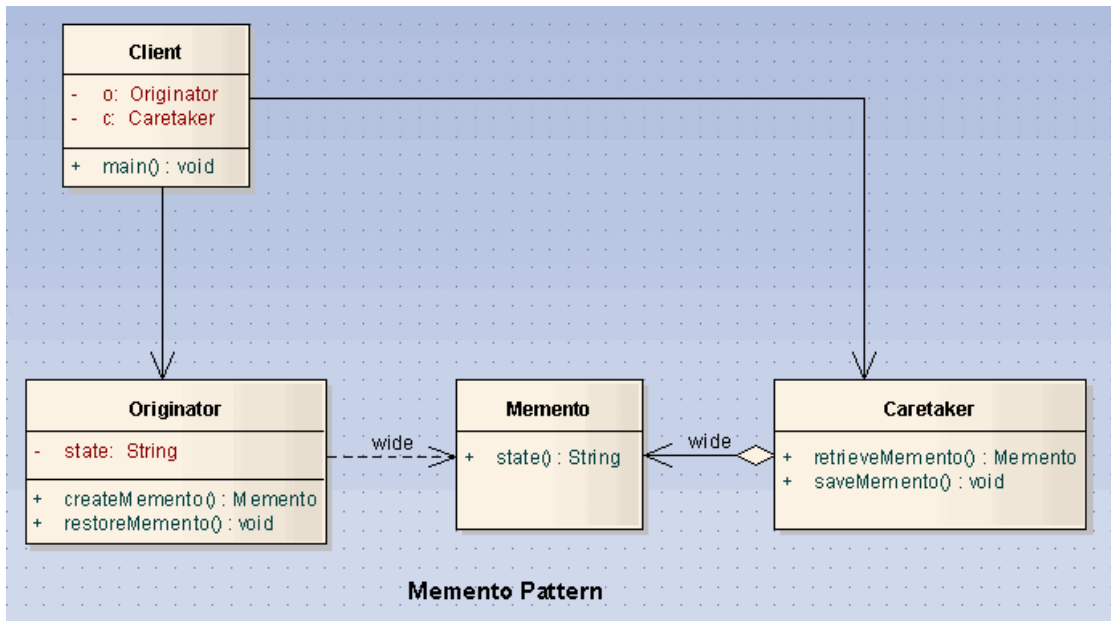 Client
- o: Originator
- c: Caretaker
+ main() : void
Originator
- state: String
+ createMemento() : Memento
+ restoreMemento() : void
wide
Memento
+ state() : String
wide
Caretaker
+ retrieveMemento() : Memento
+ saveMemento() : void
Memento Pattern